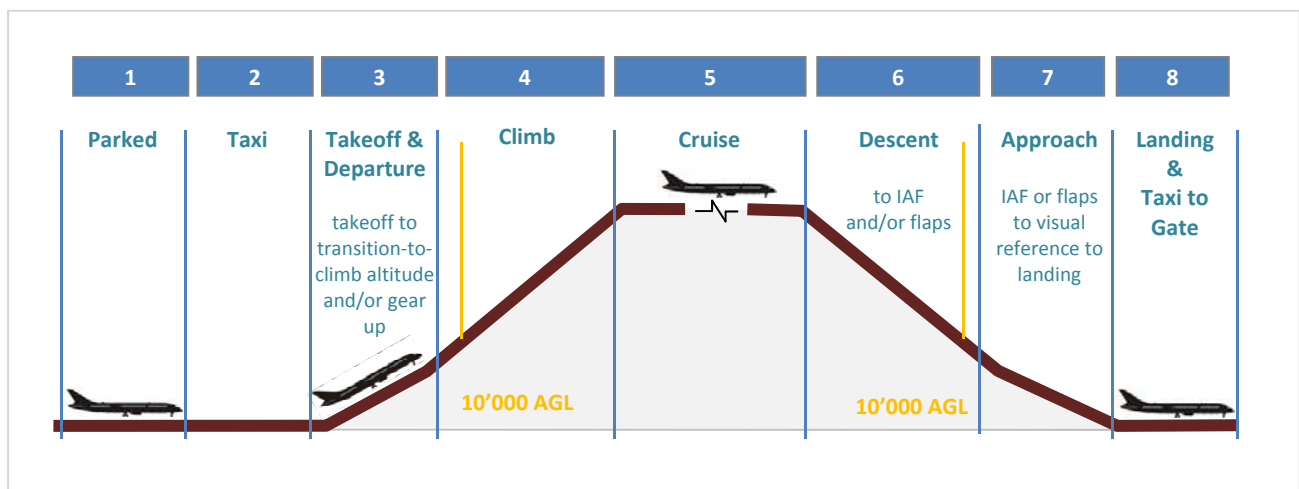 1
2
3
4
5
6
7
8
Parked
Taxi
Takeoff &
Departure
takeoff to
transition-to-
climb altitude
and/or gear
up
Climb
Cruise
Descent
to IAF
and/or flaps
Approach
IAF or flaps
to visual
reference to
landing
Landing
&
Taxi to
Gate
10’000 AGL
10’000 AGL